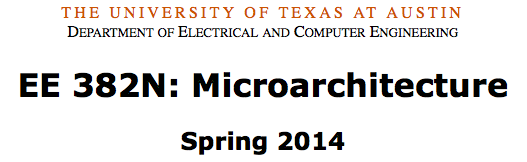 THE UNIVERSITY OF TEXAS AT AUSTIN
DEPARTMENT OF ELECTRICAL AND COMPUTER ENGINEERING
EE 382N: Microarchitecture
Spring 2014